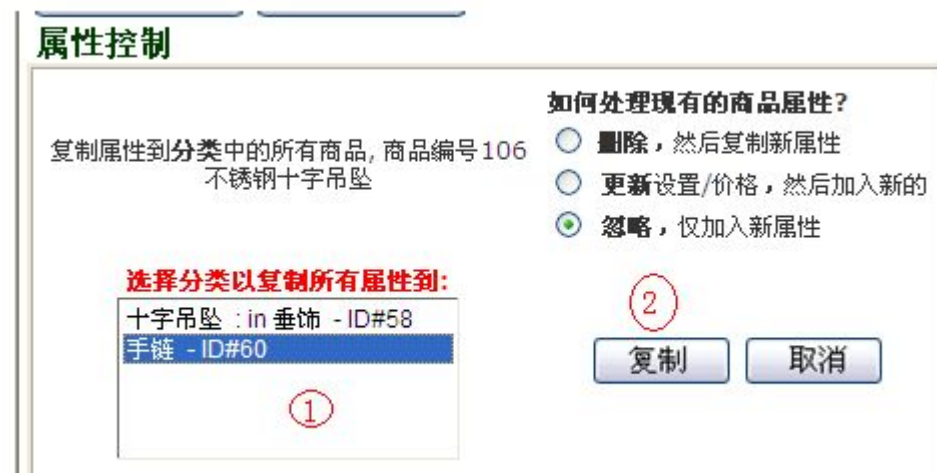 属性控制
如何处理现有的商品属性?
复制属性到分类中的所有商品, 商品编号106
不锈钢十字吊坠
删除，然后复制新属性
更新设置/价格，然后加入新的
忽略，仅加入新属性
选择分类以复制所有属性到:
十字吊坠 : in 垂饰 - ID#58
手链 - ID#60
①
②
复制
取消